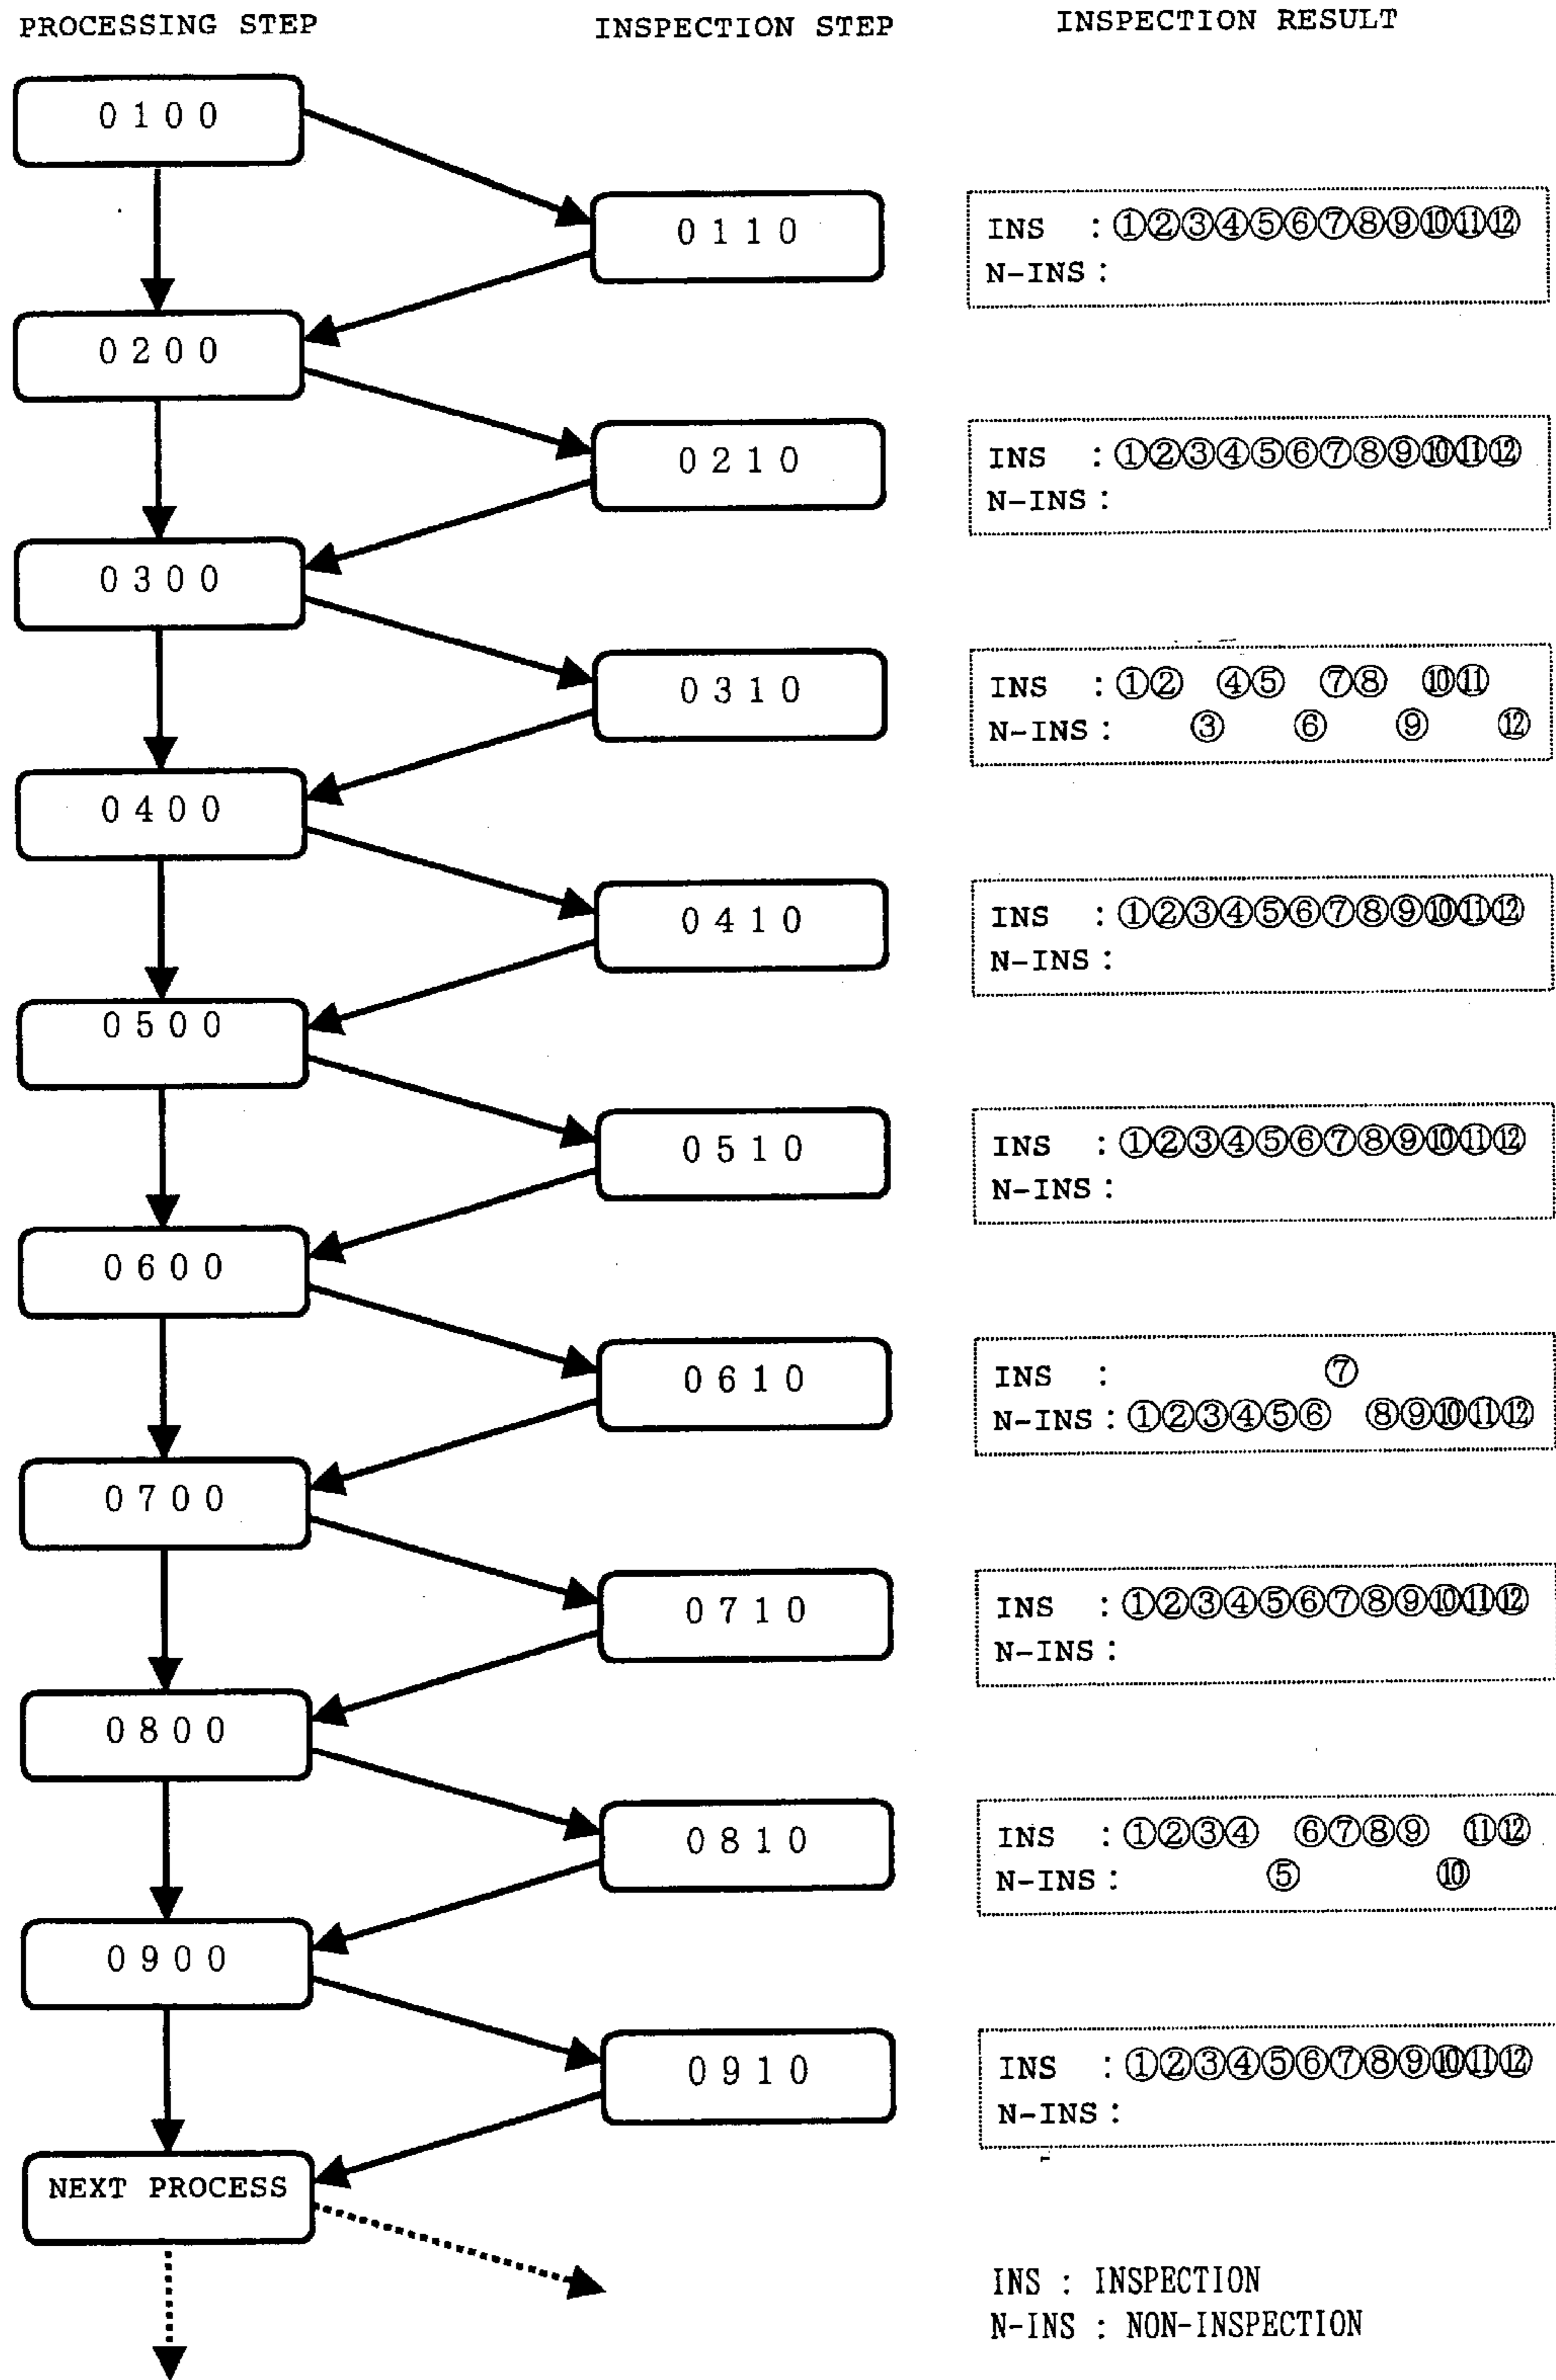 PROCESSING STEP INSPECTION STEP INSPECTION RESULT
0100
0110
INS : ①②③④⑤⑥⑦⑧⑨⑩⑪⑫
N-INS :
0200
0210
INS : ①②③④⑤⑥⑦⑧⑨⑩⑪⑫
N-INS :
0300
0310
INS : ①② ④⑤ ⑦⑧ ⑩⑪
N-INS : ③ ⑥ ⑨ ⑫
0400
0410
INS : ①②③④⑤⑥⑦⑧⑨⑩⑪⑫
N-INS :
0500
0510
INS : ①②③④⑤⑥⑦⑧⑨⑩⑪⑫
N-INS :
0600
0610
INS : ⑦
N-INS : ①②③④⑤⑥ ⑧⑨⑩⑪⑫
0700
0710
INS : ①②③④⑤⑥⑦⑧⑨⑩⑪⑫
N-INS :
0800
0810
INS : ①②③④ ⑥⑦⑧⑨ ⑪⑫
N-INS : ⑤ ⑩
0900
0910
INS : ①②③④⑤⑥⑦⑧⑨⑩⑪⑫
N-INS :
NEXT PROCESS
INS : INSPECTION
N-INS : NON-INSPECTION